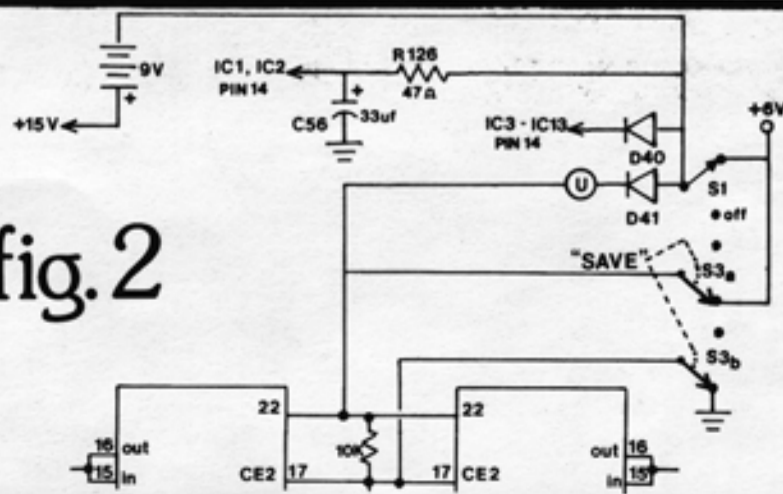 9V
+
+15V
IC1, IC2
PIN 14
R126
47Ω
+
33uf
C56
IC3 - IC13
PIN 14
D40
+6V
U
D41
S1
off
"SAVE"
S3a
S3b
fig. 2
22
22
16 out
15 in
10K
CE2 17
17 CE2
out 16
in 15